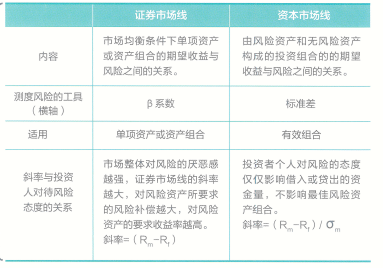 证券市场线
资本市场线
内容
市场均衡条件下单项资产
或资产组合的期望收益与
风险之间的关系。
由风险资产和无风险资产
构成的投资组合的的期望
收益与风险之间的关系。
测度风险的工具
（横轴）
β系数
标准差
适用
单项资产或资产组合
有效组合
斜率与投资
人对待风险
态度的关系
市场整体对风险的厌恶感
越强，证券市场线的斜率
越大，对风险资产所要求
的风险补偿越大，对风险
资产的要求收益率越高。
斜率=（Rm-Rf）
投资者个人对风险的态度
仅仅影响借入或贷出的资
金量，不影响最佳风险资
产组合。
斜率=（Rm-Rf）/ σm